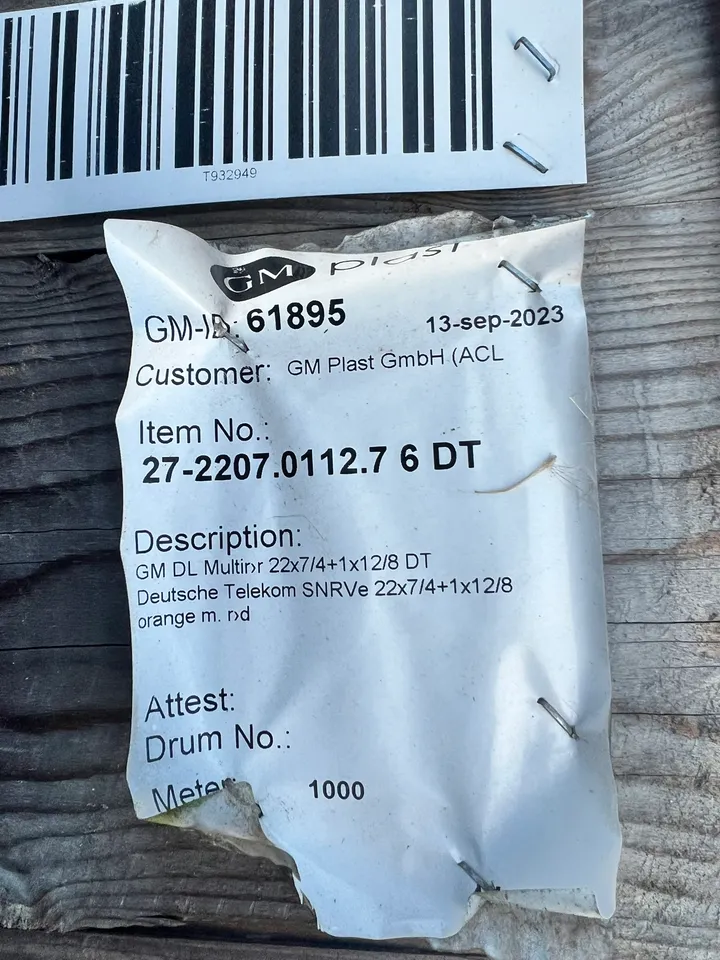 T932949
GM plast
GM-ID: 61895
13-sep-2023
Customer: GM Plast GmbH (ACL
Item No.:
27-2207.0112.7 6 DT
Description:
GM DL Multirør 22x7/4+1x12/8 DT
Deutsche Telekom SNRVe 22x7/4+1x12/8
orange m. rød
Attest:
Drum No.:
Meter 1000